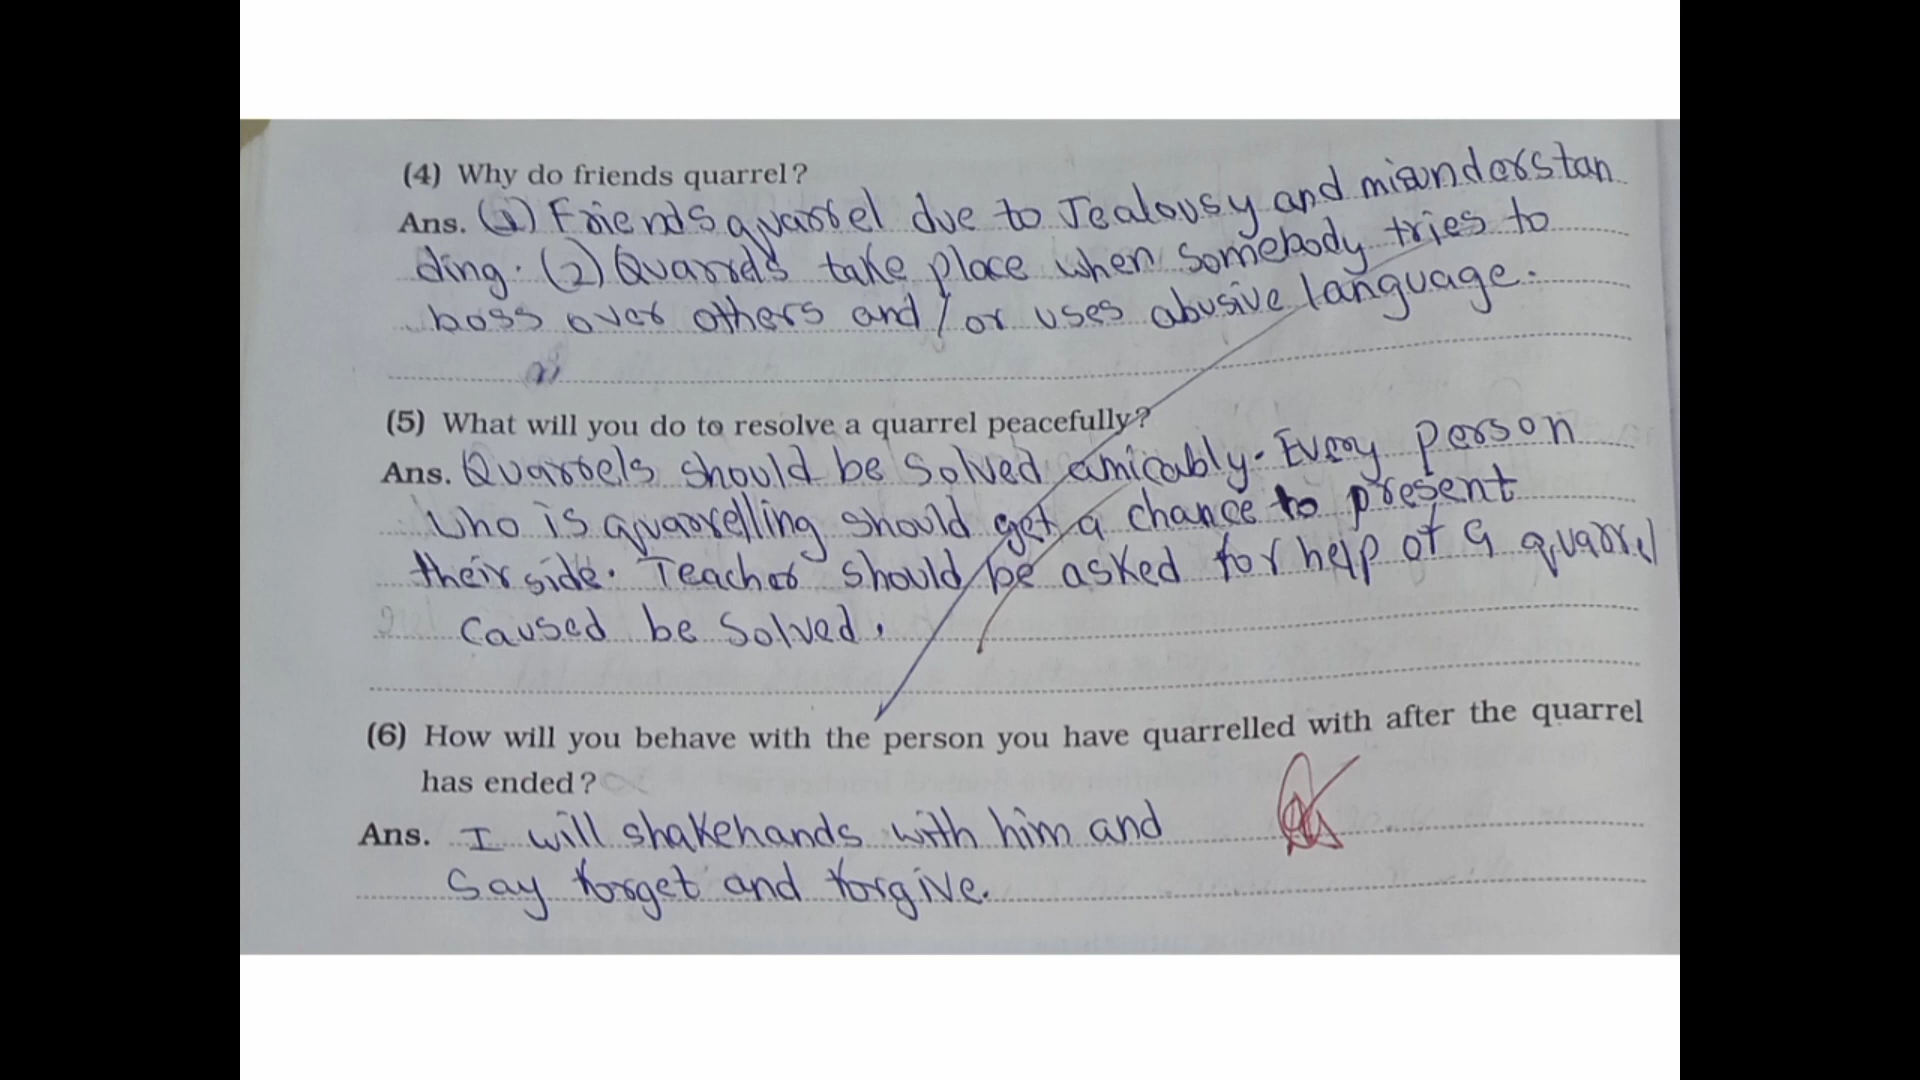 (4) Why do friends quarrel?
Ans. (1) Friends quarrel due to Jealousy and misunderstan
ding. (2) Quarrels take place when somebody tries to
boss over others and/or uses abusive language.
(5) What will you do to resolve a quarrel peacefully?
Ans. Quarrels should be solved amicably. Every person
who is quarrelling should get a chance to present
their side. Teacher should be asked for help of a quarrel
caused be solved.
(6) How will you behave with the person you have quarrelled with after the quarrel
has ended?
Ans. I will shakehands with him and
say forget and forgive.